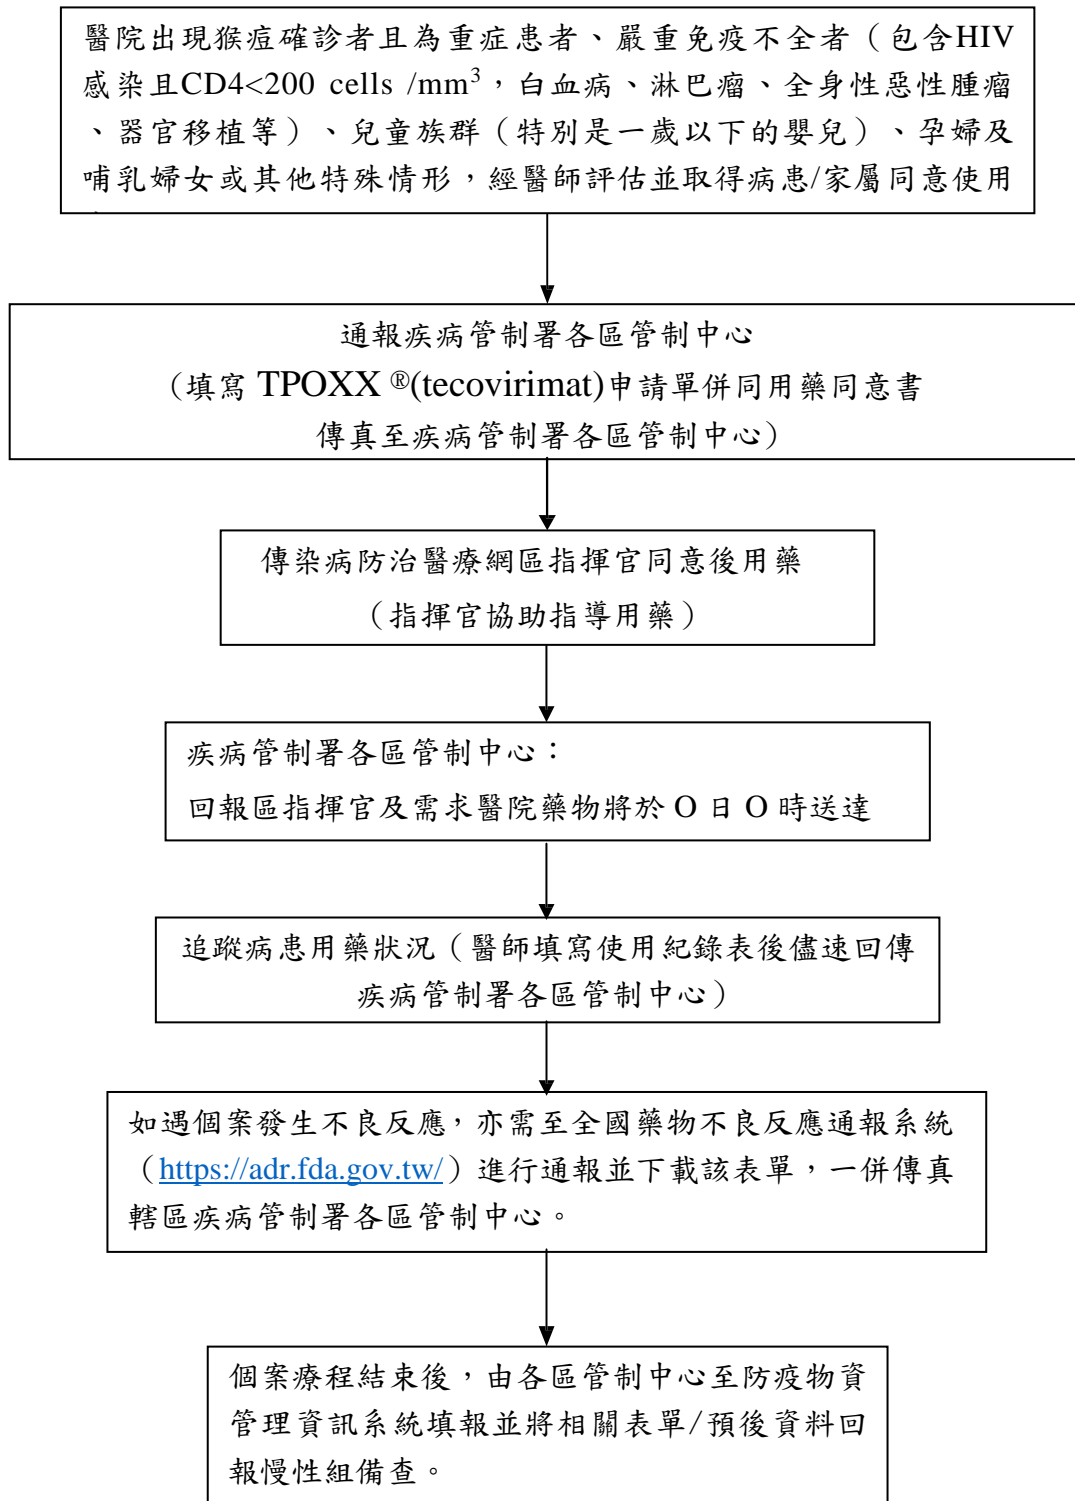 醫院出現猴痘確診者且為重症患者、嚴重免疫不全者（包含HIV
感染且CD4<200 cells /mm³，白血病、淋巴瘤、全身性惡性腫瘤
、器官移植等）、兒童族群（特別是一歲以下的嬰兒）、孕婦及
哺乳婦女或其他特殊情形，經醫師評估並取得病患/家屬同意使用
通報疾病管制署各區管制中心
（填寫 TPOXX ®(tecovirimat)申請單併同用藥同意書
傳真至疾病管制署各區管制中心）
傳染病防治醫療網區指揮官同意後用藥
（指揮官協助指導用藥）
疾病管制署各區管制中心：
回報區指揮官及需求醫院藥物將於 O 日 O 時送達
追蹤病患用藥狀況（醫師填寫使用紀錄表後儘速回傳
疾病管制署各區管制中心）
如遇個案發生不良反應，亦需至全國藥物不良反應通報系統
（https://adr.fda.gov.tw/）進行通報並下載該表單，一併傳真
轄區疾病管制署各區管制中心。
個案療程結束後，由各區管制中心至防疫物資
管理資訊系統填報並將相關表單/預後資料回
報慢性組備查。